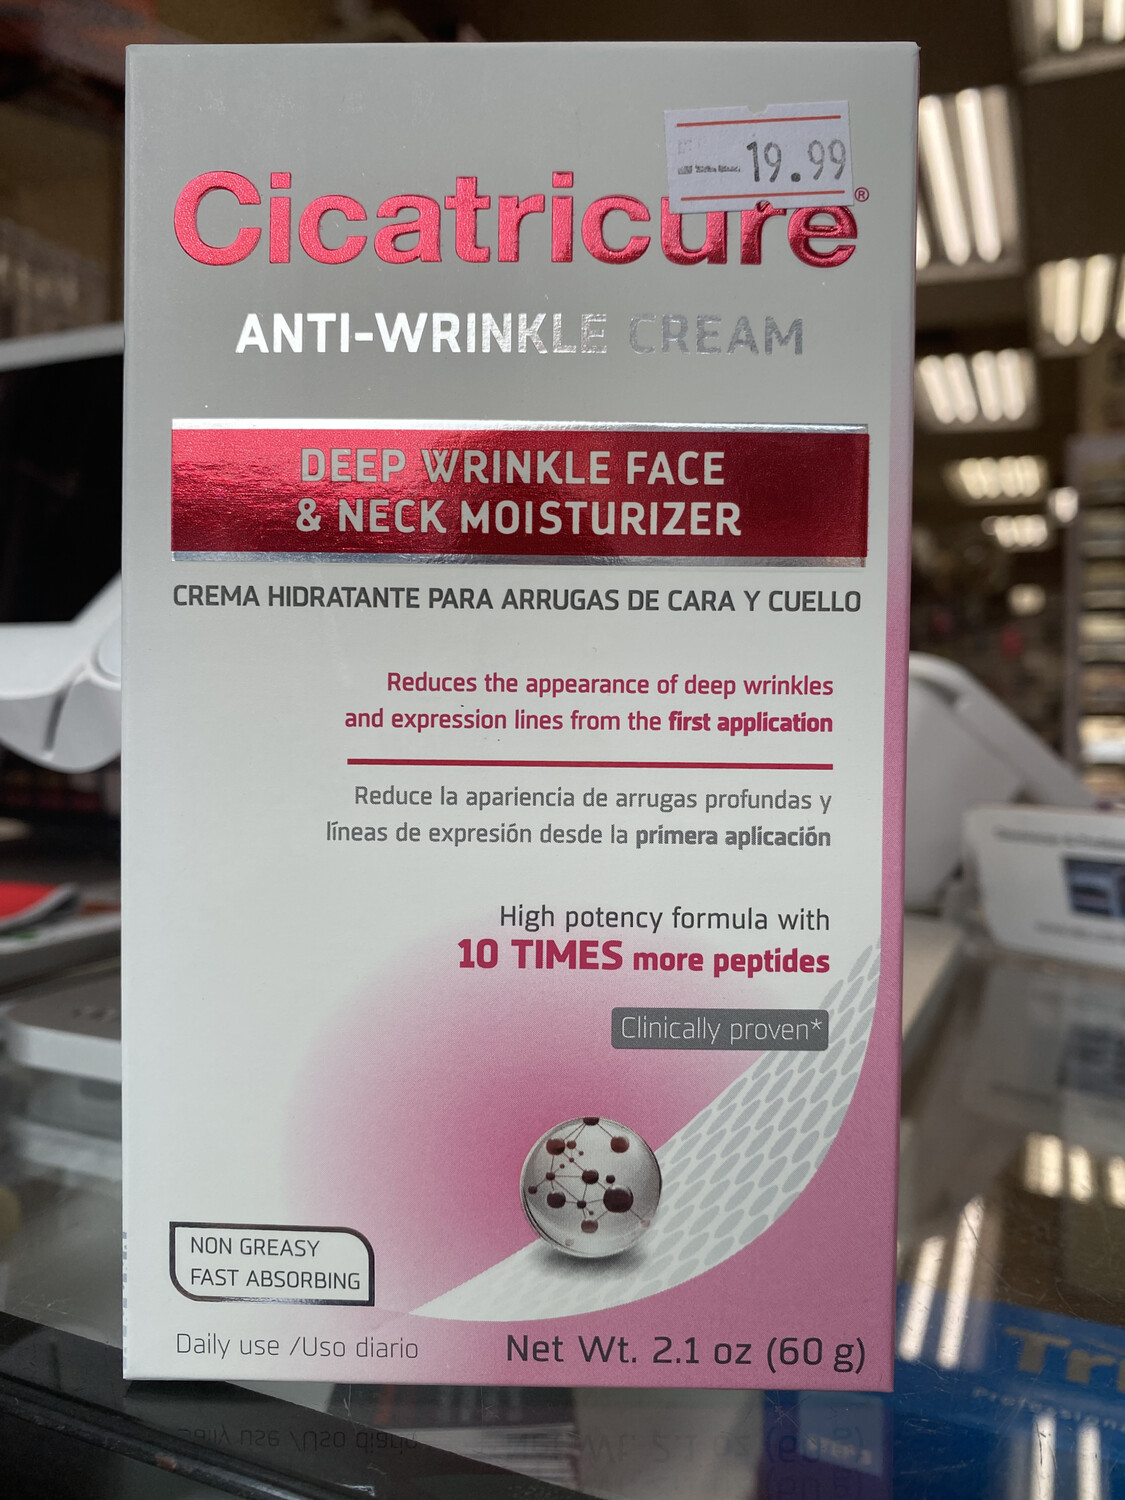 19.99
Cicatricure®
ANTI-WRINKLE CREAM
DEEP WRINKLE FACE
& NECK MOISTURIZER
CREMA HIDRATANTE PARA ARRUGAS DE CARA Y CUELLO
Reduces the appearance of deep wrinkles
and expression lines from the first application
Reduce la apariencia de arrugas profundas y
líneas de expresión desde la primera aplicación
High potency formula with
10 TIMES more peptides
Clinically proven*
NON GREASY
FAST ABSORBING
Daily use /Uso diario
Net Wt. 2.1 oz (60 g)